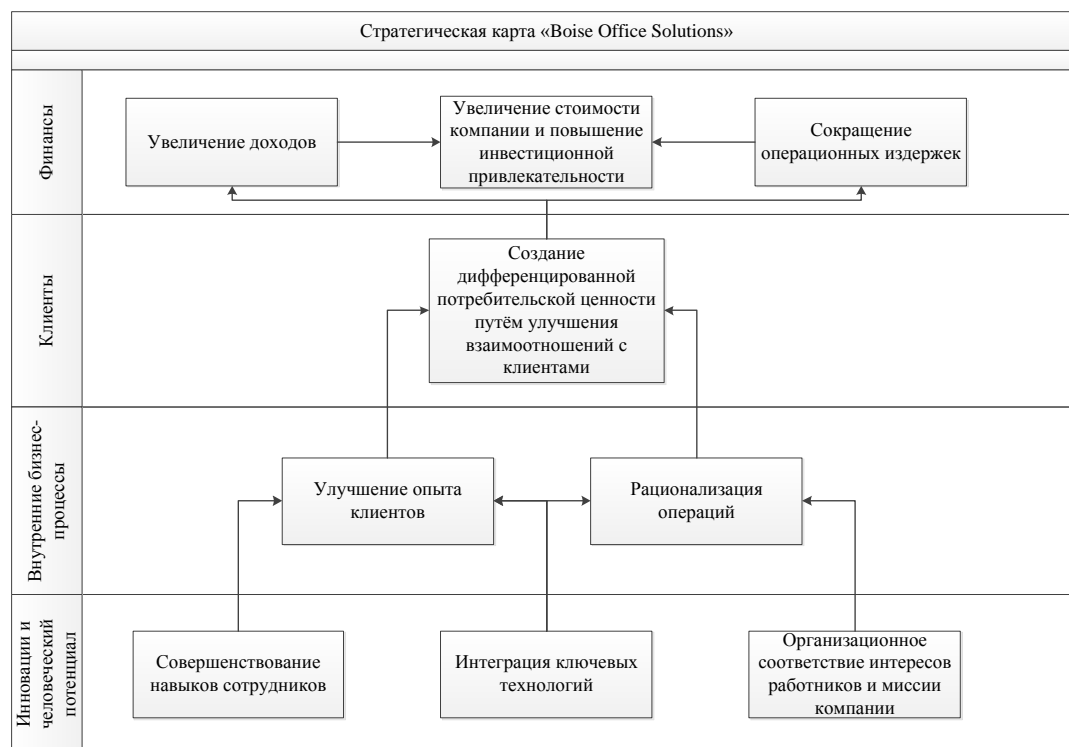 Стратегическая карта «Boise Office Solutions»
Финансы
Увеличение доходов
Увеличение стоимости
компании и повышение
инвестиционной
привлекательности
Сокращение
операционных издержек
Клиенты
Создание
дифференцированной
потребительской ценности
путём улучшения
взаимоотношений с
клиентами
Внутренние бизнес-
процессы
Улучшение опыта
клиентов
Рационализация
операций
Инновации и
человеческий
потенциал
Совершенствование
навыков сотрудников
Интеграция ключевых
технологий
Организационное
соответствие интересов
работников и миссии
компании